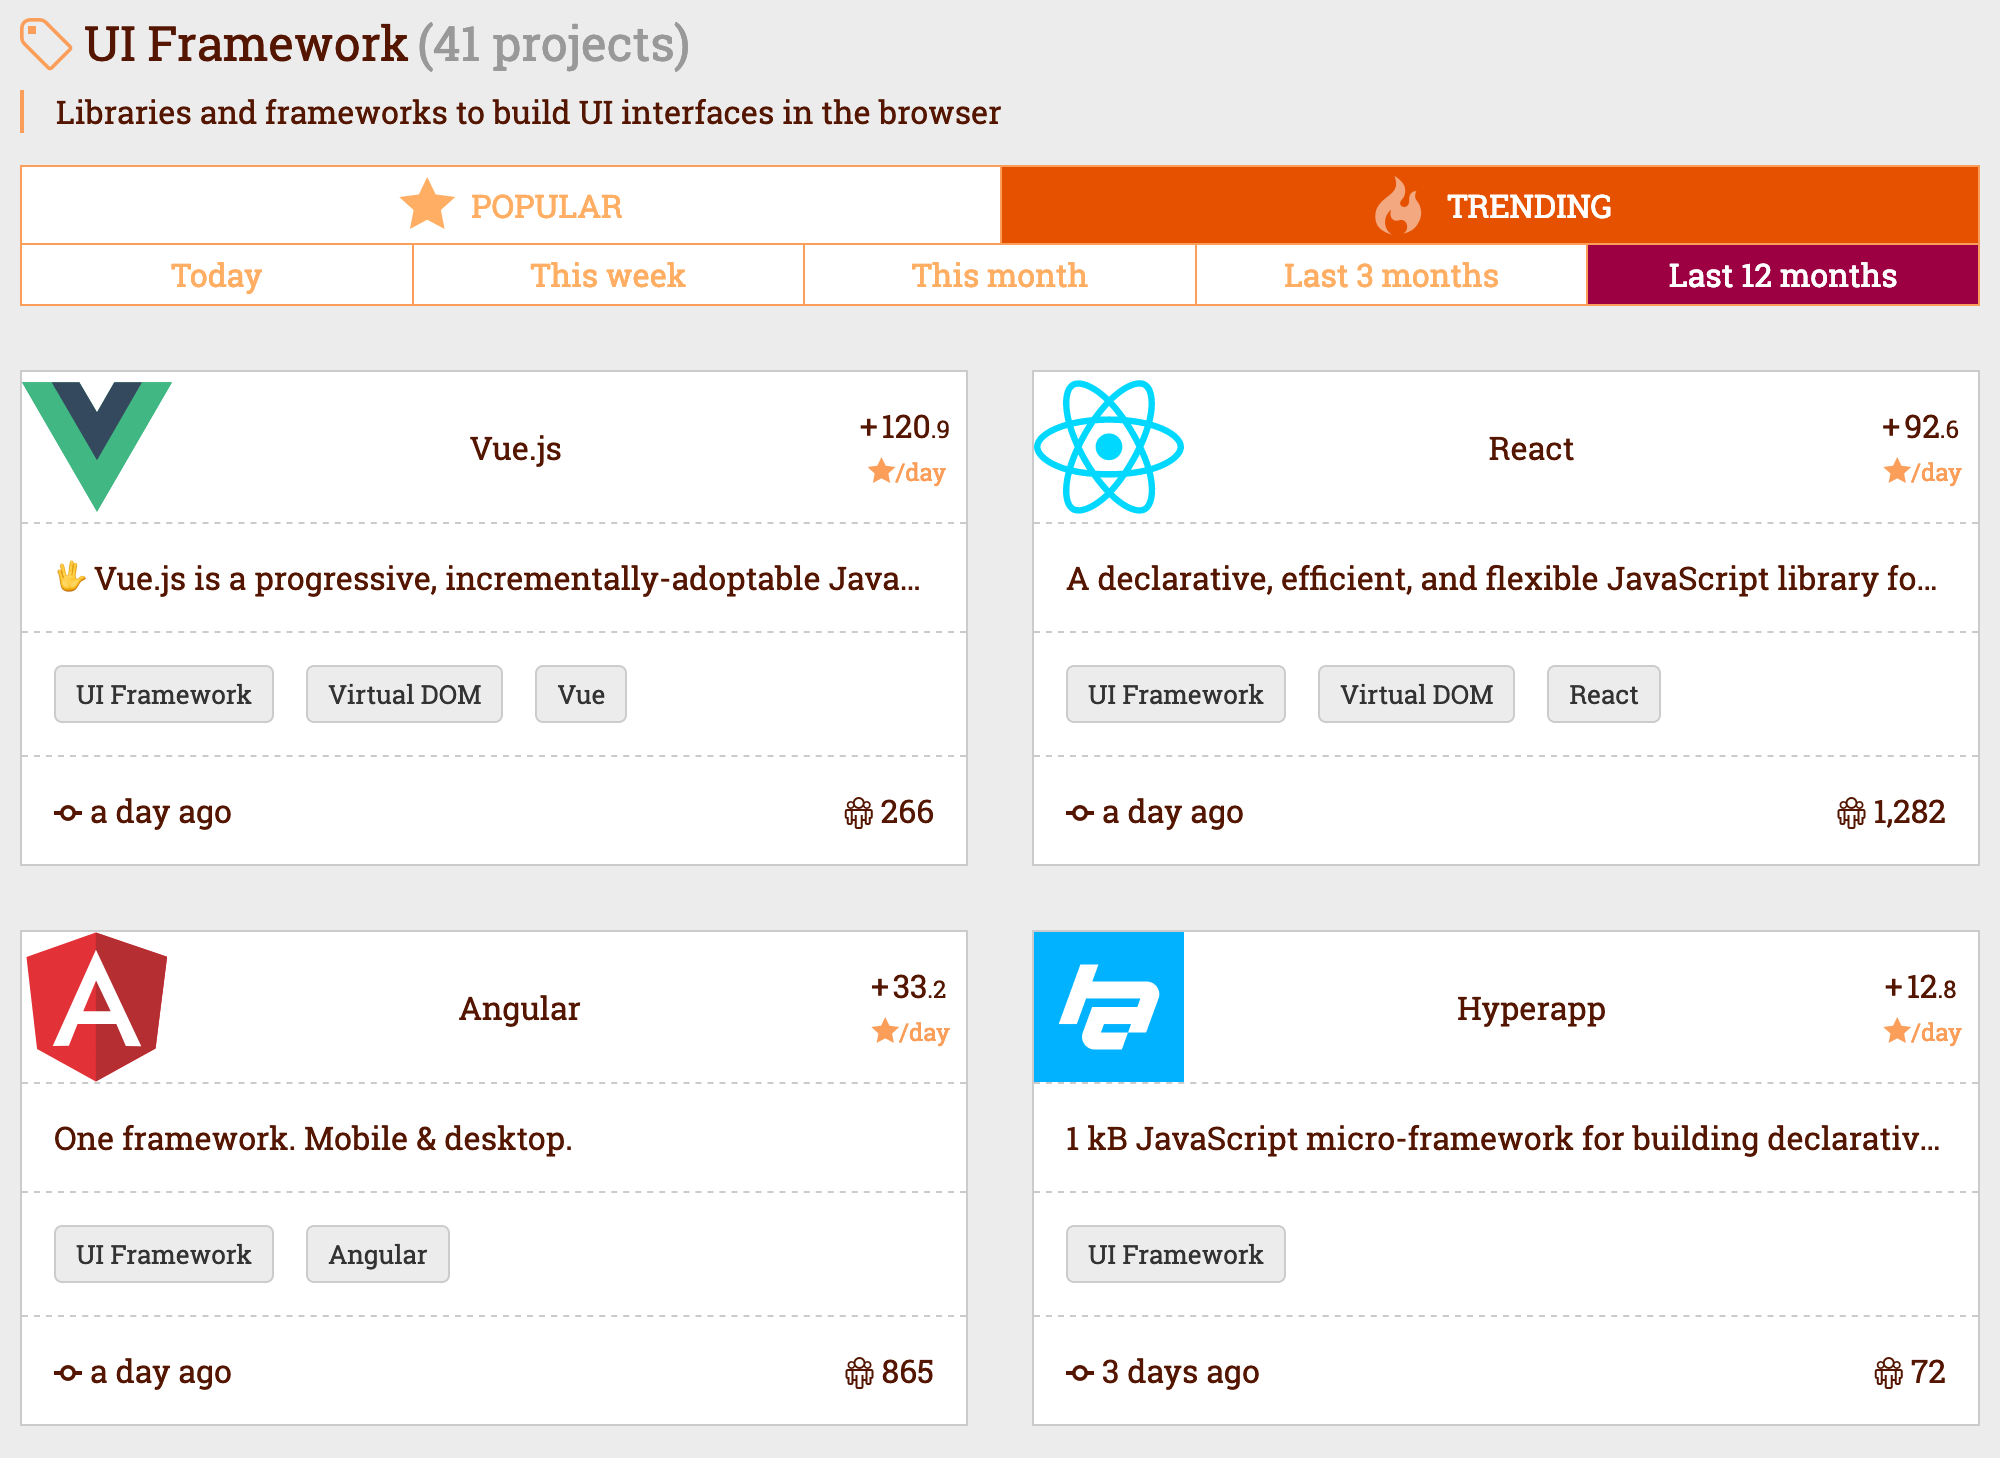 UI Framework (41 projects)
Libraries and frameworks to build UI interfaces in the browser
POPULAR
TRENDING
Today
This week
This month
Last 3 months
Last 12 months
Vue.js
+120.9
/day
🖖 Vue.js is a progressive, incrementally-adoptable Java...
UI Framework
Virtual DOM
Vue
a day ago
266
React
+92.6
/day
A declarative, efficient, and flexible JavaScript library fo...
UI Framework
Virtual DOM
React
a day ago
1,282
Angular
+33.2
/day
One framework. Mobile & desktop.
UI Framework
Angular
a day ago
865
Hyperapp
+12.8
/day
1 kB JavaScript micro-framework for building declarativ...
UI Framework
3 days ago
72